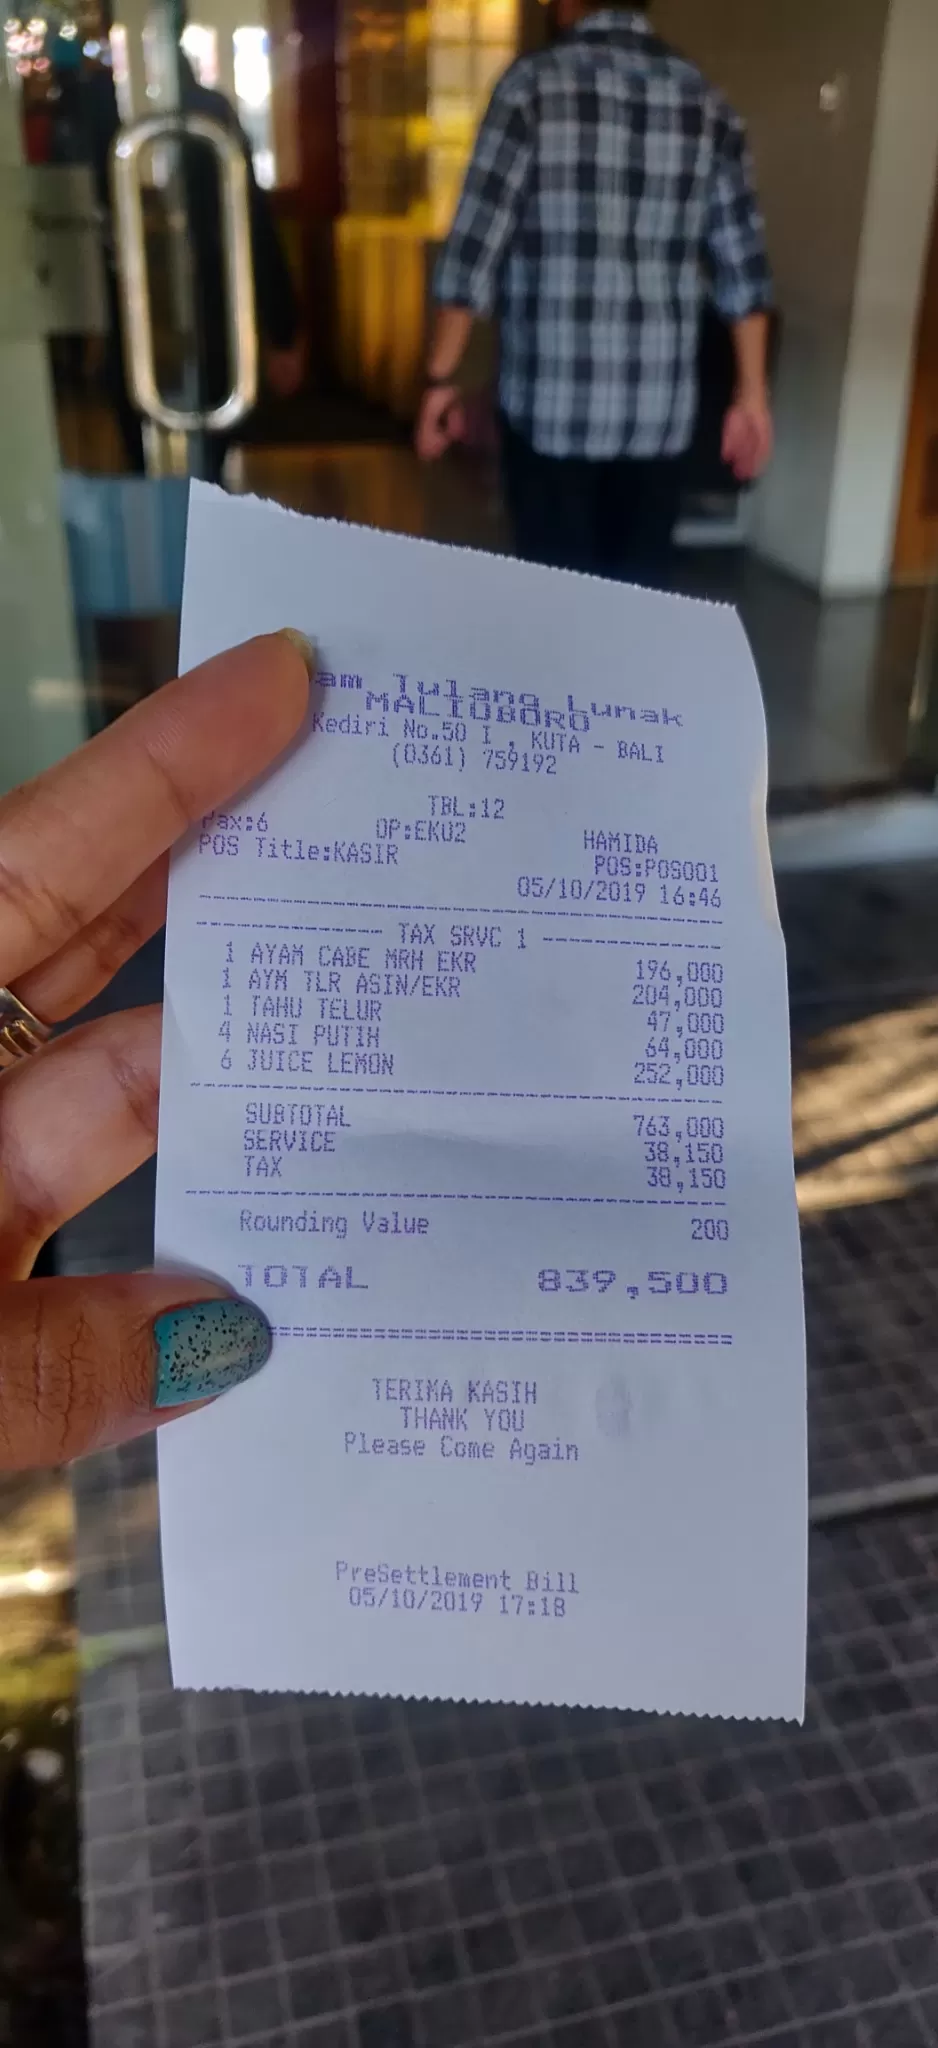 am Tulang Lunak
MALIOBORO
Kediri No.50 I , KUTA - BALI
(0361) 759192
TBL:12
Pax:6 OP:EKO2 HAMIDA
POS Title:KASIR POS:POS001
05/10/2019 16:46
TAX SRVC 1
1 AYAM CABE MRH EKR 196,000
1 AYM TLR ASIN/EKR 204,000
1 TAHU TELUR 47,000
4 NASI PUTIH 64,000
6 JUICE LEMON 252,000
SUBTOTAL 763,000
SERVICE 38,150
TAX 38,150
Rounding Value 200
TOTAL 839,500
TERIMA KASIH
THANK YOU
Please Come Again
PreSettlement Bill
05/10/2019 17:18